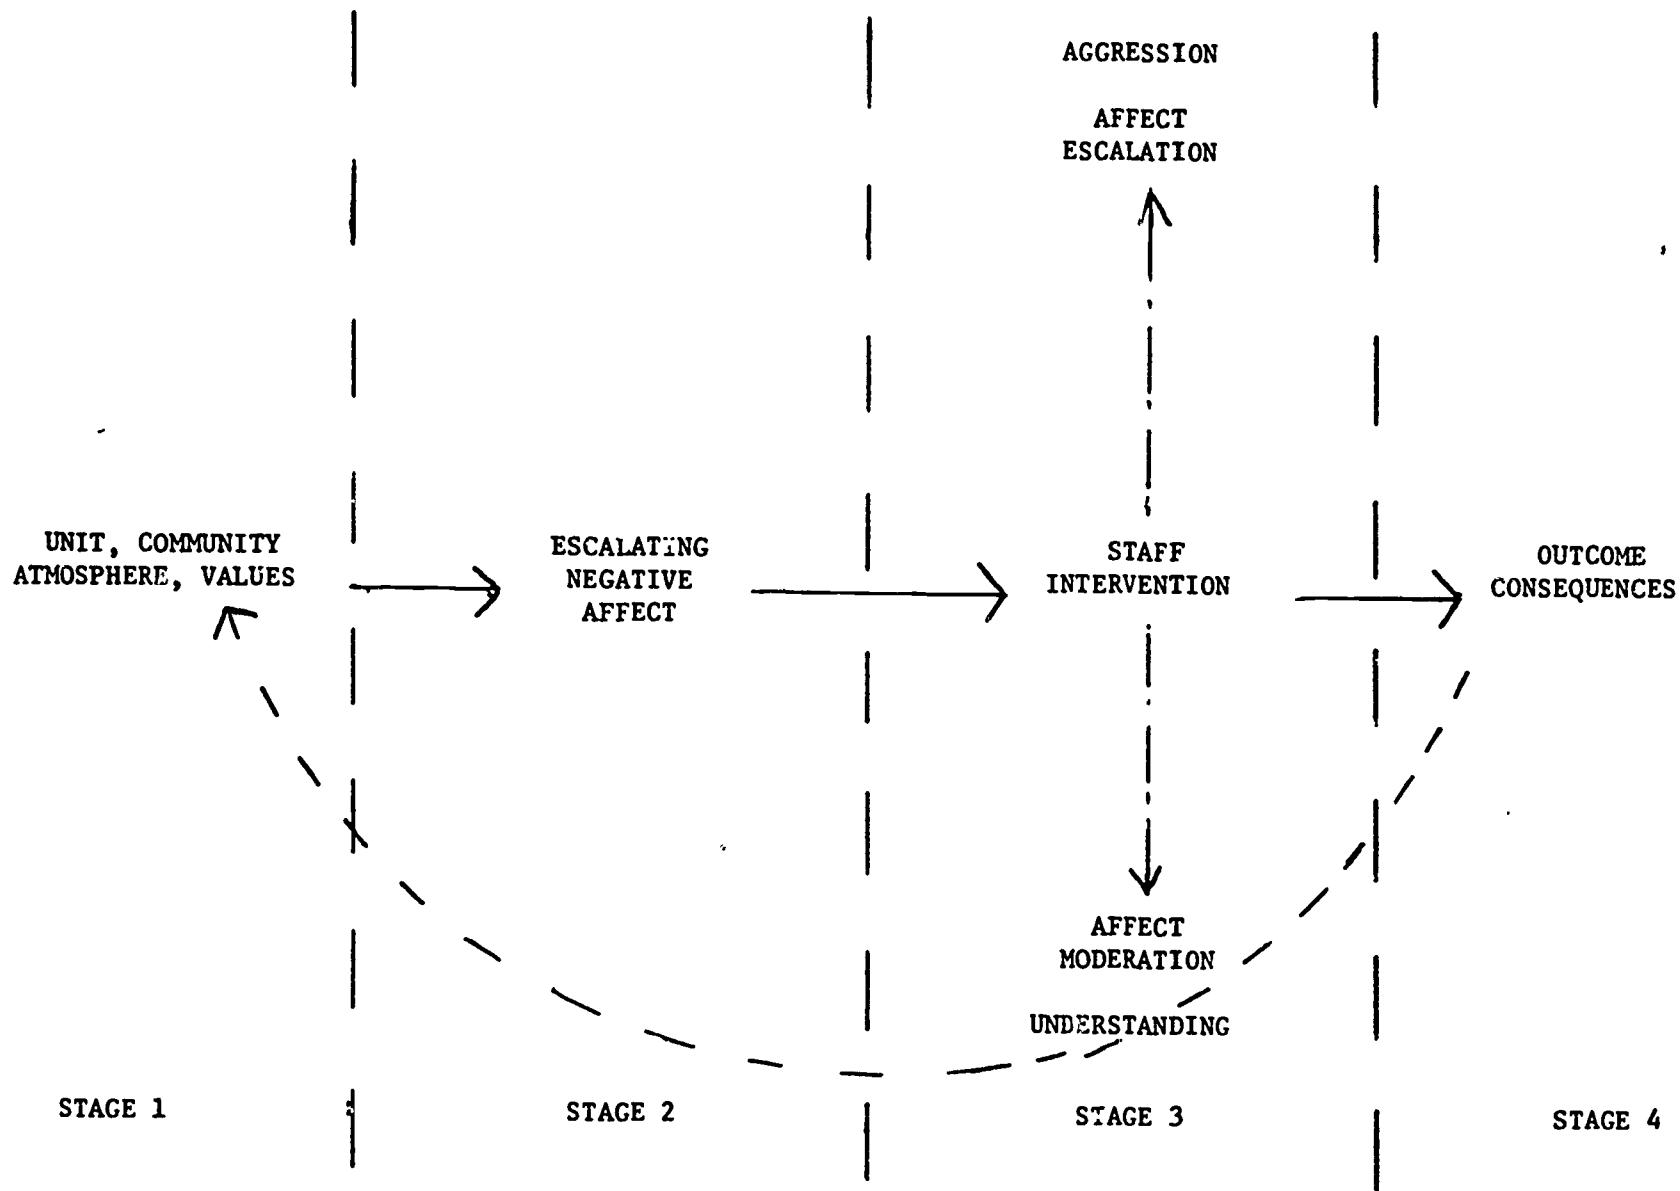 AGGRESSION
AFFECT
ESCALATION
UNIT, COMMUNITY
ATMOSPHERE, VALUES
ESCALATING
NEGATIVE
AFFECT
STAFF
INTERVENTION
OUTCOME
CONSEQUENCES
AFFECT
MODERATION
UNDERSTANDING
STAGE 1
STAGE 2
STAGE 3
STAGE 4